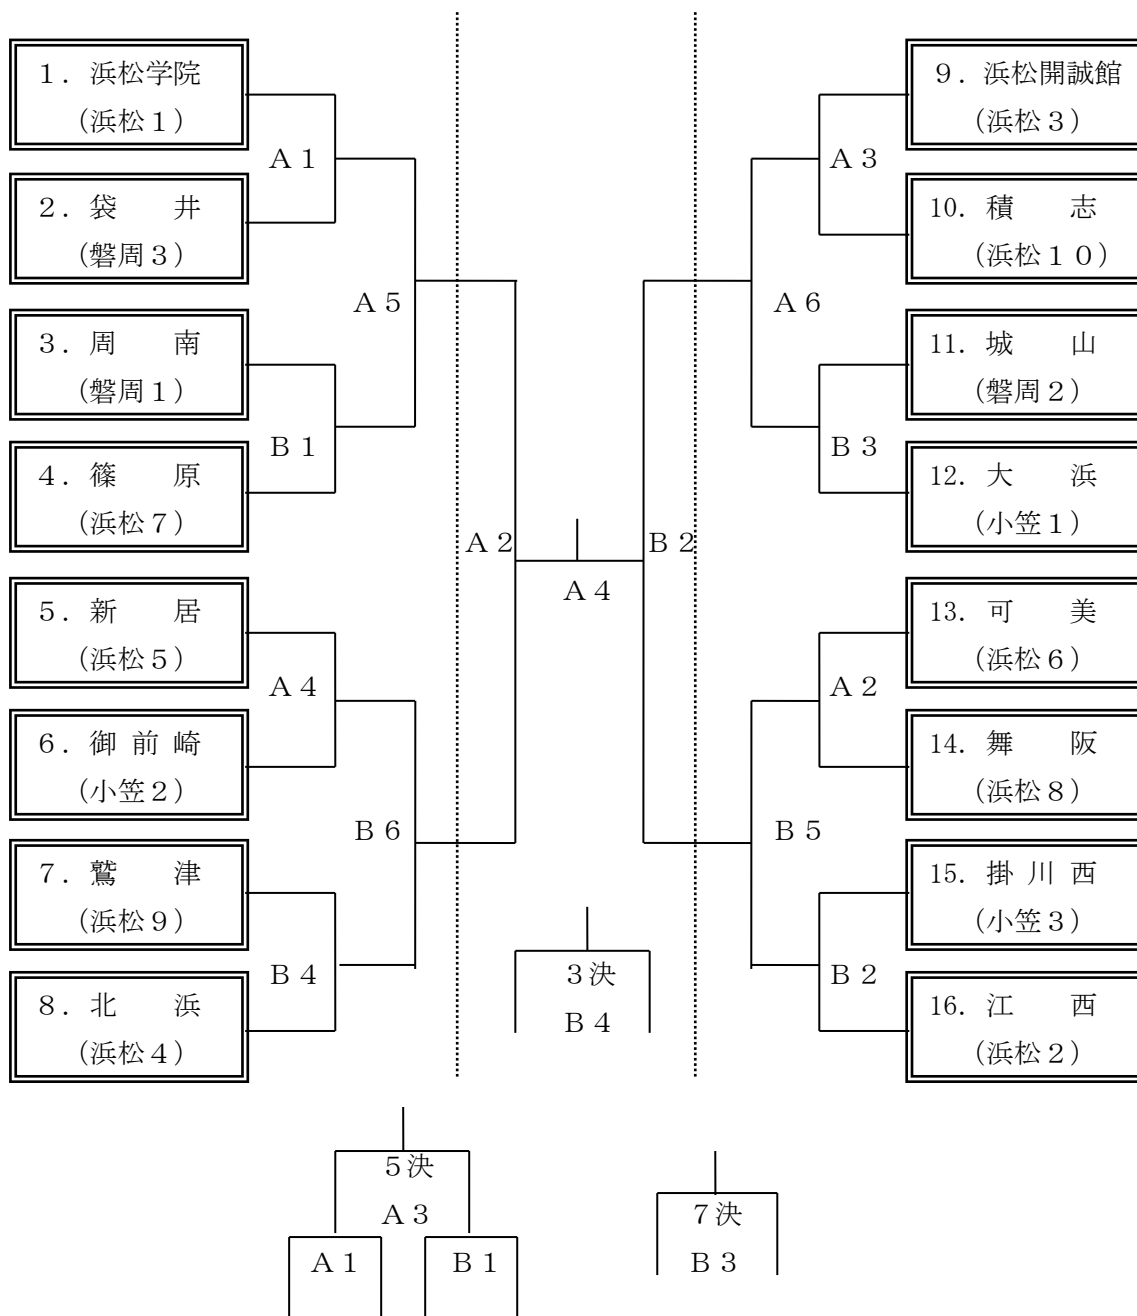 １．浜松学院
（浜松１）
２．袋　　井
（磐周３）
３．周　　南
（磐周１）
４．篠　　原
（浜松７）
５．新　　居
（浜松５）
６．御 前 崎
（小笠２）
７．鷲　　津
（浜松９）
８．北　　浜
（浜松４）
Ａ１
Ｂ１
Ａ４
Ｂ４
Ａ５
Ｂ６
Ａ２
Ａ４
Ｂ２
３決
Ｂ４
Ａ６
Ｂ５
Ａ３
Ｂ３
Ａ２
Ｂ２
９．浜松開誠館
（浜松３）
10．積　　志
（浜松１０）
11．城　　山
（磐周２）
12．大　　浜
（小笠１）
13．可　　美
（浜松６）
14．舞　　阪
（浜松８）
15．掛 川 西
（小笠３）
16．江　　西
（浜松２）
５決
Ａ３
Ａ１
Ｂ１
７決
Ｂ３